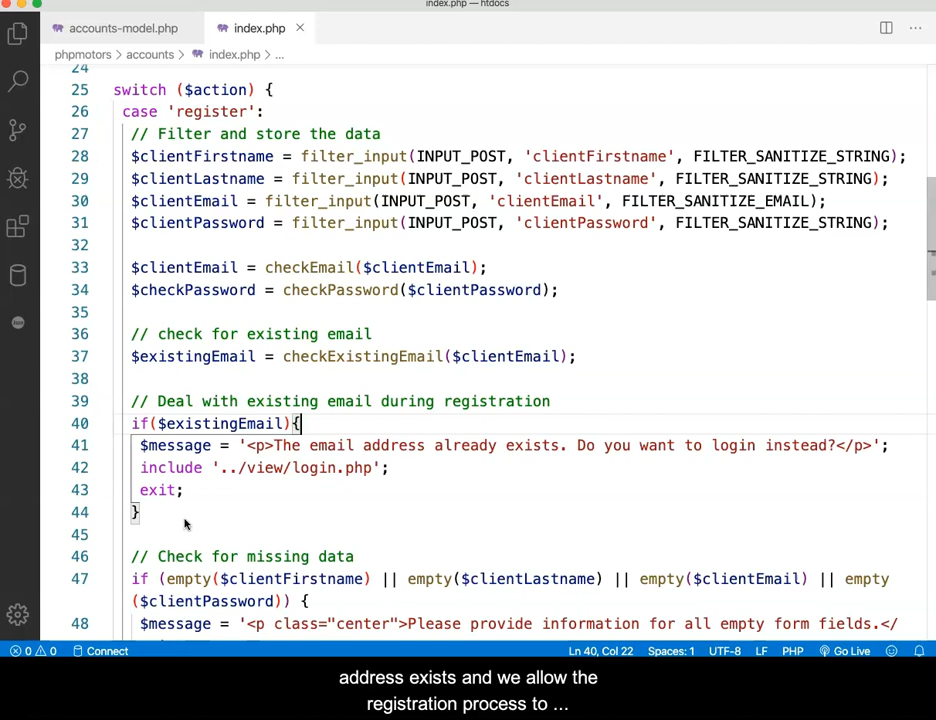 index.php — htdocs
accounts-model.php
index.php
phpmotors > accounts > index.php > ...
24
25 switch ($action) {
26 case 'register':
27 // Filter and store the data
28 $clientFirstname = filter_input(INPUT_POST, 'clientFirstname', FILTER_SANITIZE_STRING);
29 $clientLastname = filter_input(INPUT_POST, 'clientLastname', FILTER_SANITIZE_STRING);
30 $clientEmail = filter_input(INPUT_POST, 'clientEmail', FILTER_SANITIZE_EMAIL);
31 $clientPassword = filter_input(INPUT_POST, 'clientPassword', FILTER_SANITIZE_STRING);
32
33 $clientEmail = checkEmail($clientEmail);
34 $checkPassword = checkPassword($clientPassword);
35
36 // check for existing email
37 $existingEmail = checkExistingEmail($clientEmail);
38
39 // Deal with existing email during registration
40 if($existingEmail){
41 $message = '<p>The email address already exists. Do you want to login instead?</p>';
42 include '../view/login.php';
43 exit;
44 }
45
46 // Check for missing data
47 if (empty($clientFirstname) || empty($clientLastname) || empty($clientEmail) || empty
($clientPassword)) {
48 $message = '<p class="center">Please provide information for all empty form fields.</
0 0 Connect Ln 40, Col 22 Spaces: 1 UTF-8 LF PHP Go Live
address exists and we allow the
registration process to ...